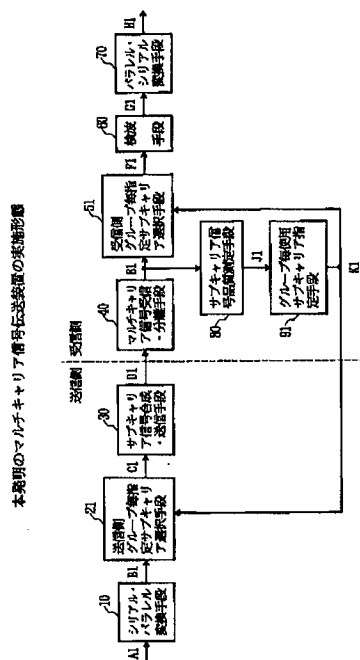 本発明のマルチキャリア信号伝送装置の実施形態
送信側
受信側
A1
10
シリアル・
パラレル
変換手段
B1
21
送信側
グループ毎指
定サブキャリ
ア選択手段
C1
30
サブキャリ
ア信号合成
・送信手段
D1
40
マルチキャリ
ア信号受信
・分離手段
E1
51
受信側
グループ毎指
定サブキャリ
ア選択手段
F1
60
検波
手段
G1
70
パラレル・
シリアル
変換手段
H1
80
サブキャリア信
号品質測定手段
J1
91
グループ毎使用
サブキャリア指
定手段
K1